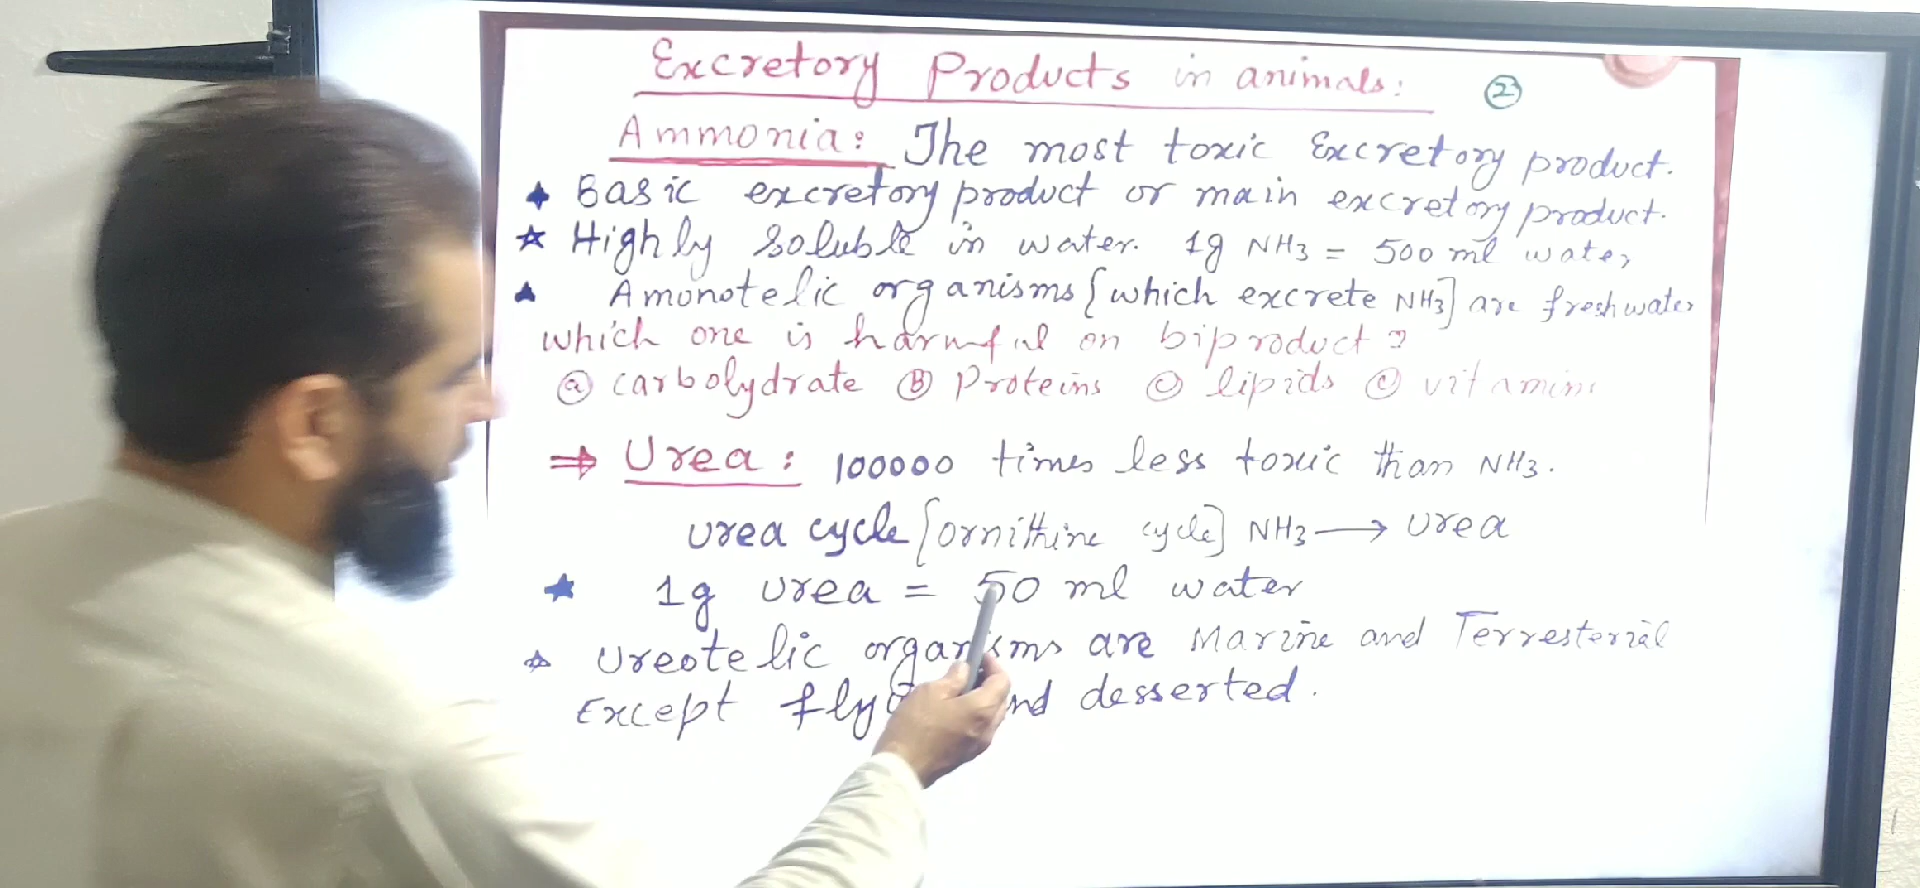 Excretory Products in animals:
2
Ammonia: The most toxic Excretory product.
Basic excretory product or main excretory product.
Highly soluble in water. 1g NH3 = 500 ml water
Amonotelic organisms [which excrete NH3] are freshwater
which one is harmful on biproduct ?
(a) carbolydrate (B) Proteins (C) lipids (C) vitamins
⇒ Urea: 100000 times less toxic than NH3.
urea cycle [ornithine cycle] NH3 → urea
1g urea = 50 ml water
Ureotelic organisms are Marine and Terresterial
Except desserted.